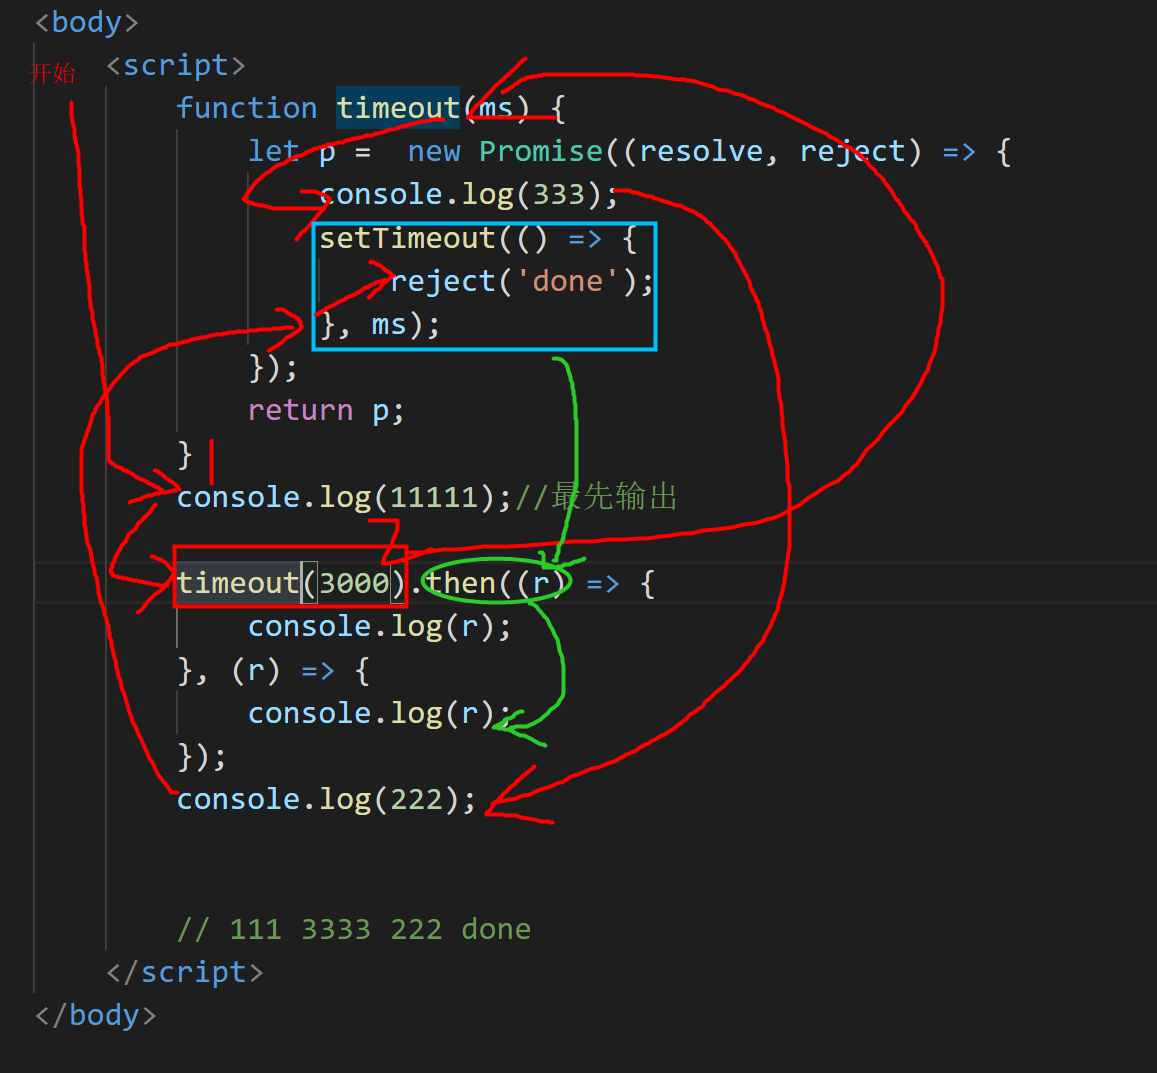 <body>
开始
<script>
function timeout(ms) {
let p =  new Promise((resolve, reject) => {
console.log(333);
setTimeout(() => {
reject('done');
}, ms);
});
return p;
}
console.log(11111);//最先输出
timeout(3000).then((r) => {
console.log(r);
}, (r) => {
console.log(r);
});
console.log(222);
// 111 3333 222 done
</script>
</body>